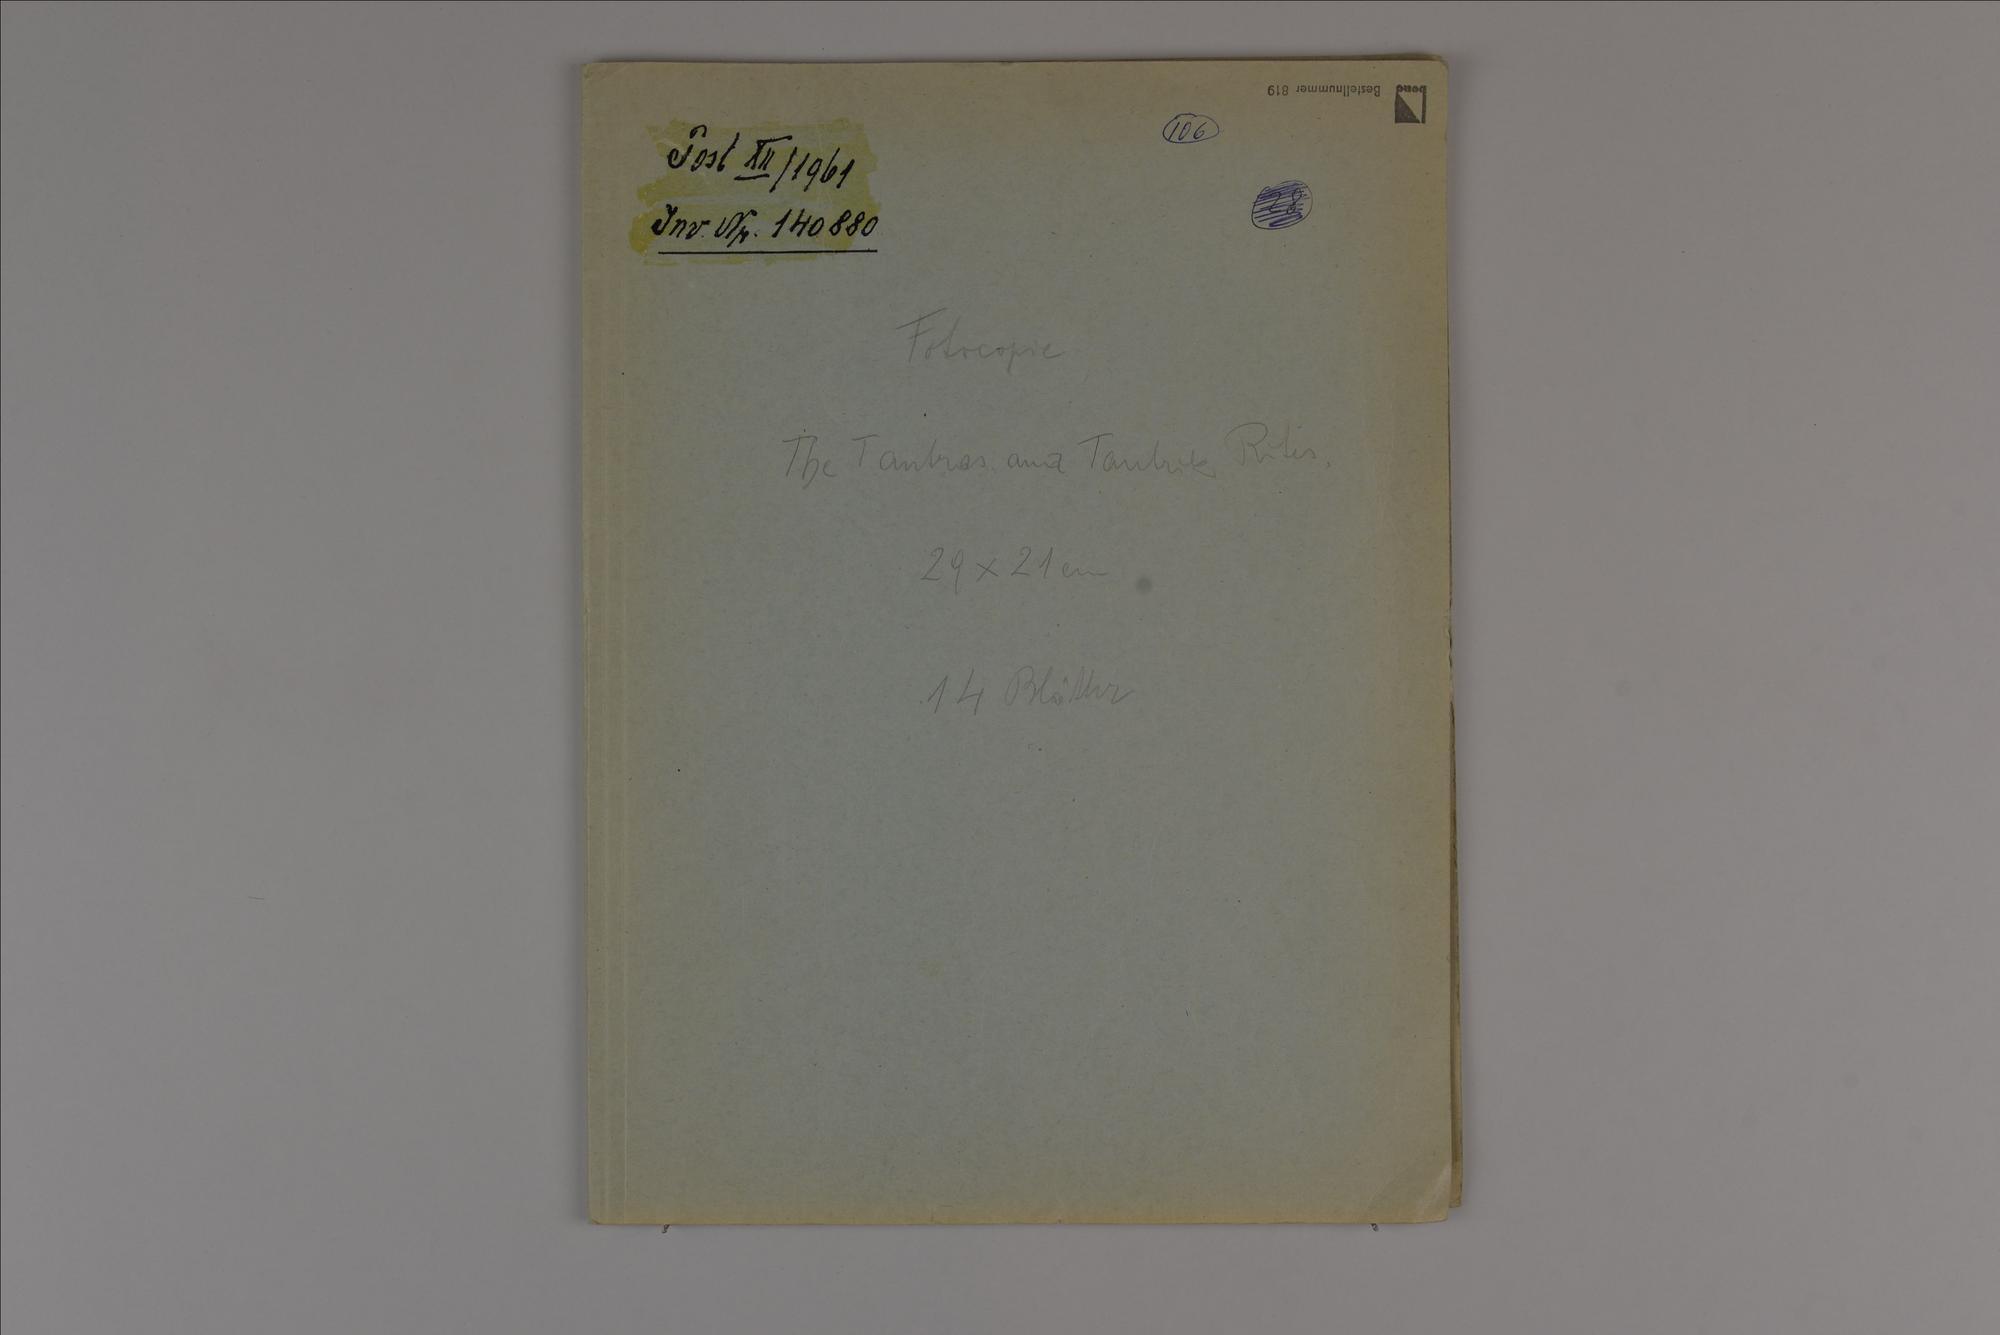 Bestellnummer 819
106
Post XII/1961
28
Inv. Nr. 140880
Fotocopie
The Tantras and Tantrik Rites.
29 x 21 cm
14 Blätter